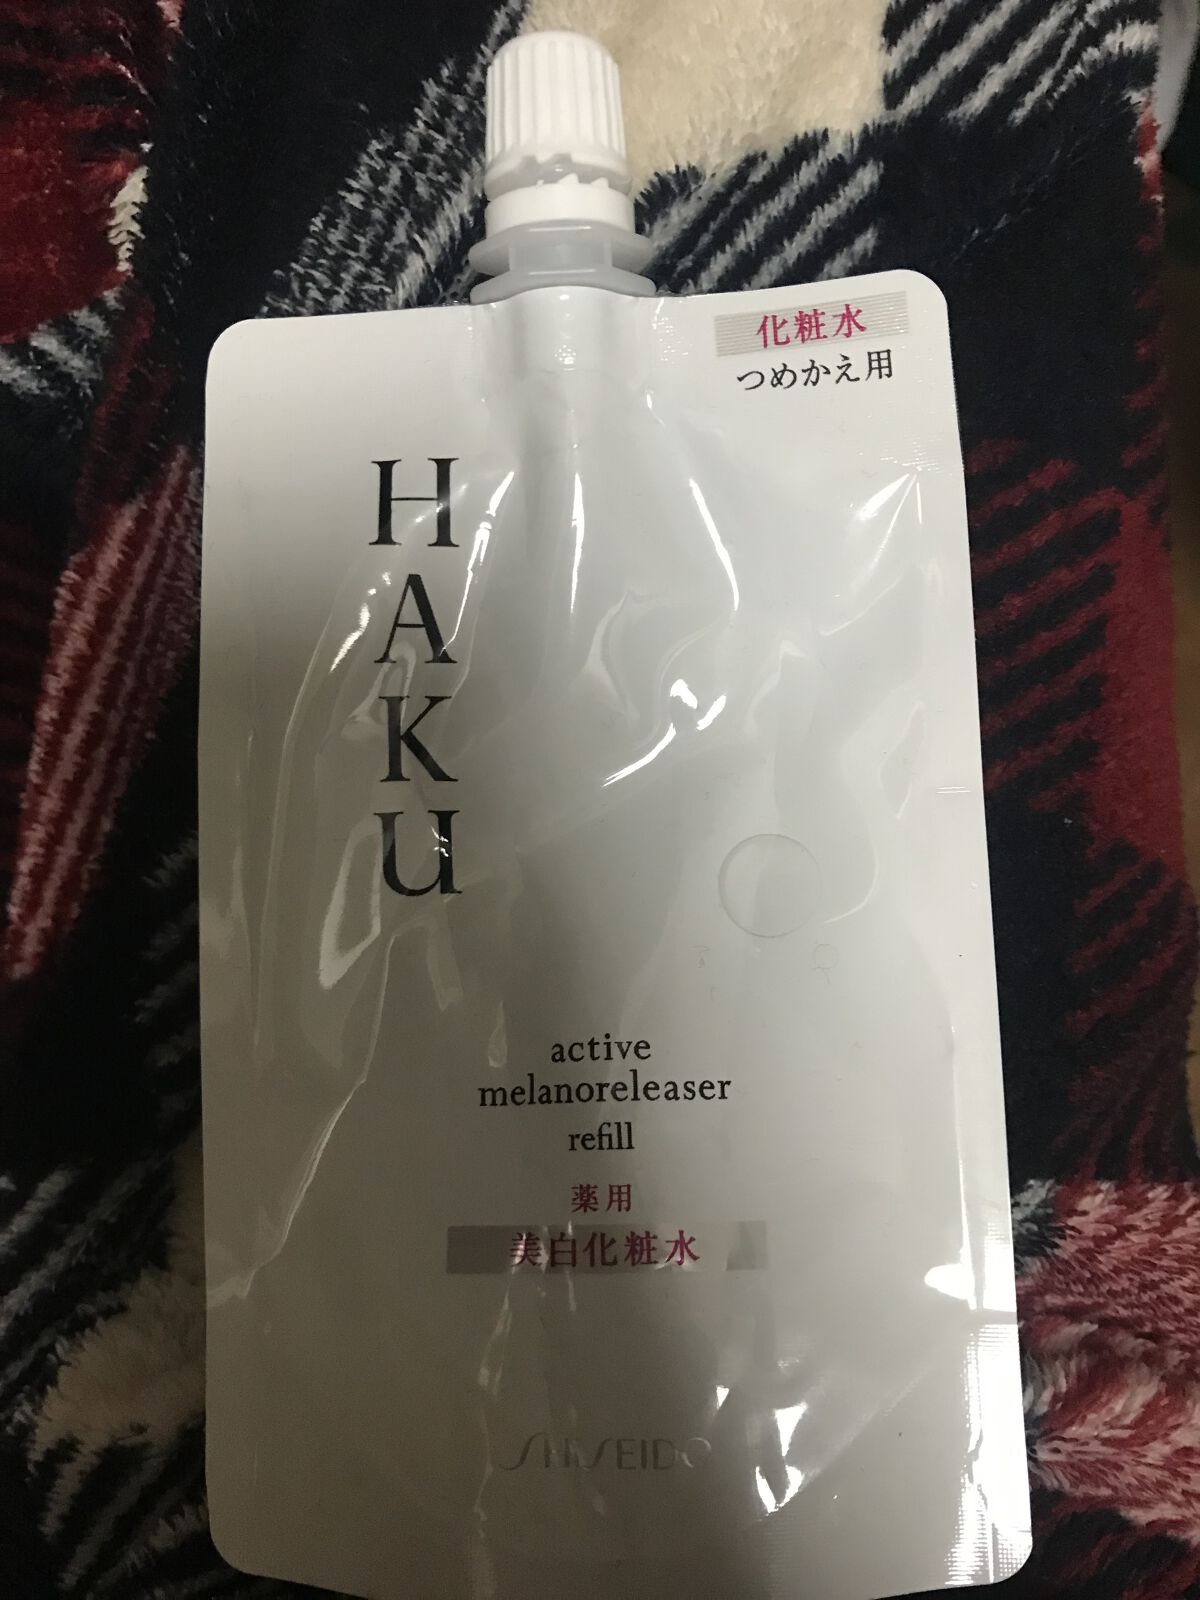 化粧水
つめかえ用
HAKU
active
melanoreleaser
refill
薬用
美白化粧水
SHISEIDO